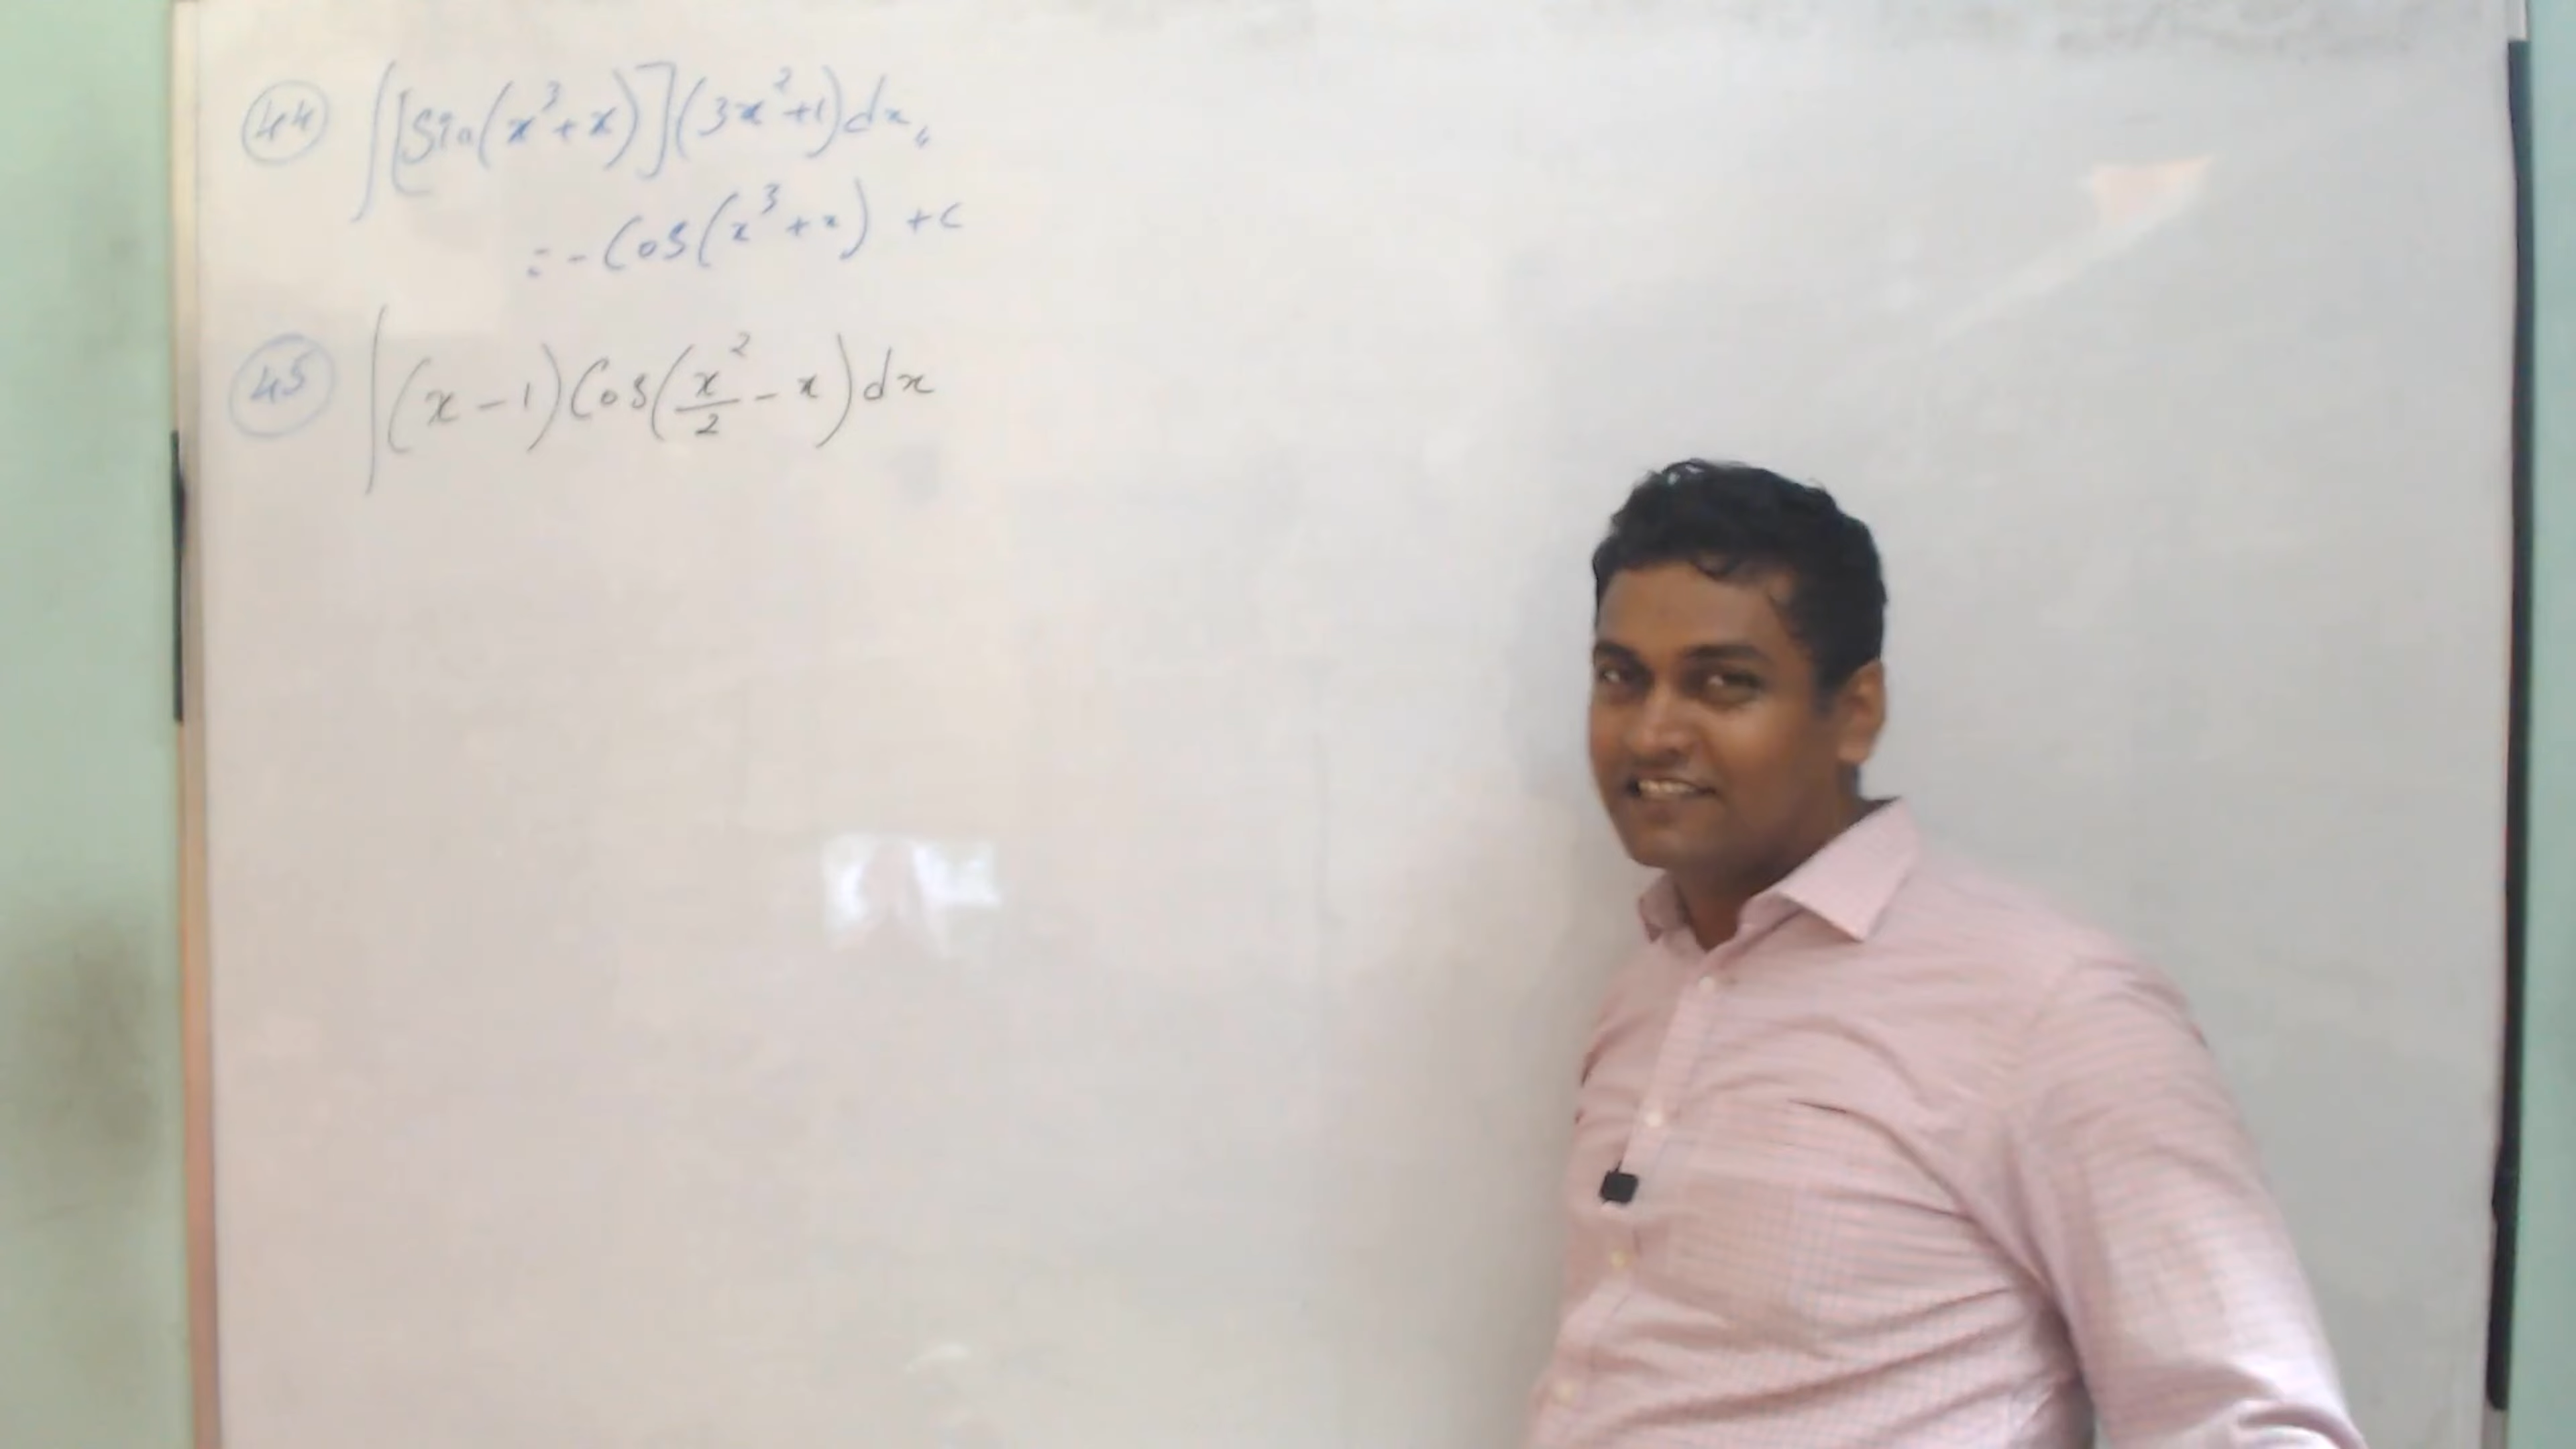 44 ∫[Sin(x³+x)](3x²+1)dx
= -Cos(x³+x) +c
45 ∫(x-1)Cos(x²/2 - x)dx